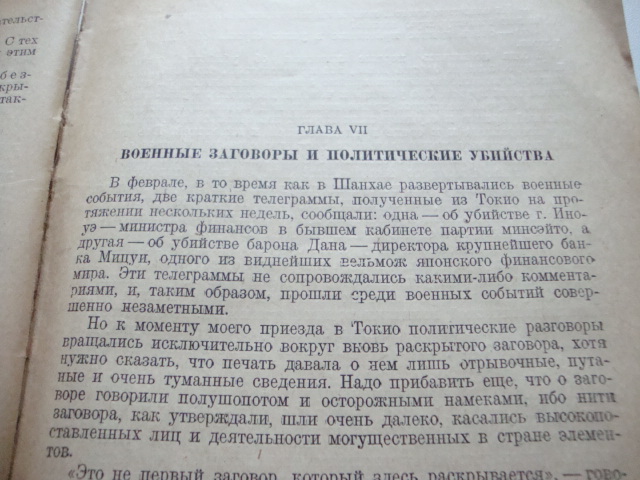 тельст-
С тех
этим
без-
кры-
так-
ГЛАВА VII
ВОЕННЫЕ ЗАГОВОРЫ И ПОЛИТИЧЕСКИЕ УБИЙСТВА
В феврале, в то время как в Шанхае развертывались военные
события, две краткие телеграммы, полученные из Токио на про-
тяжении нескольких недель, сообщали: одна — об убийстве г. Ино-
уэ — министра финансов в бывшем кабинете партии минсэйто, а
другая — об убийстве барона Дана — директора крупнейшего бан-
ка Мицуи, одного из виднейших вельмож японского финансового
мира. Эти телеграммы не сопровождались какими-либо коммента-
риями, и, таким образом, прошли среди военных событий совер-
шенно незаметными.
Но к моменту моего приезда в Токио политические разговоры
вращались исключительно вокруг вновь раскрытого заговора, хотя
нужно сказать, что печать давала о нем лишь отрывочные, пута-
ные и очень туманные сведения. Надо прибавить еще, что о заго-
воре говорили полушопотом и осторожными намеками, ибо нити
заговора, как утверждали, шли очень далеко, касались высокопо-
ставленных лиц и деятельности могущественных в стране элемен-
тов.
«Это не первый заговор, который здесь раскрывается», — гово-